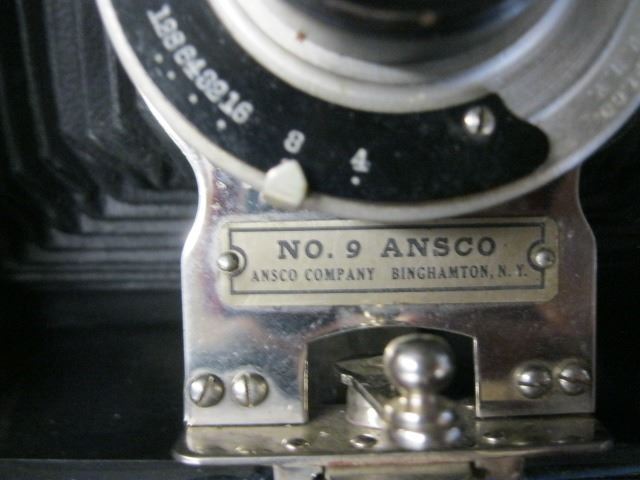 128 64 32 16 8 4
NO. 9 ANSCO
ANSCO COMPANY BINGHAMTON, N.Y.